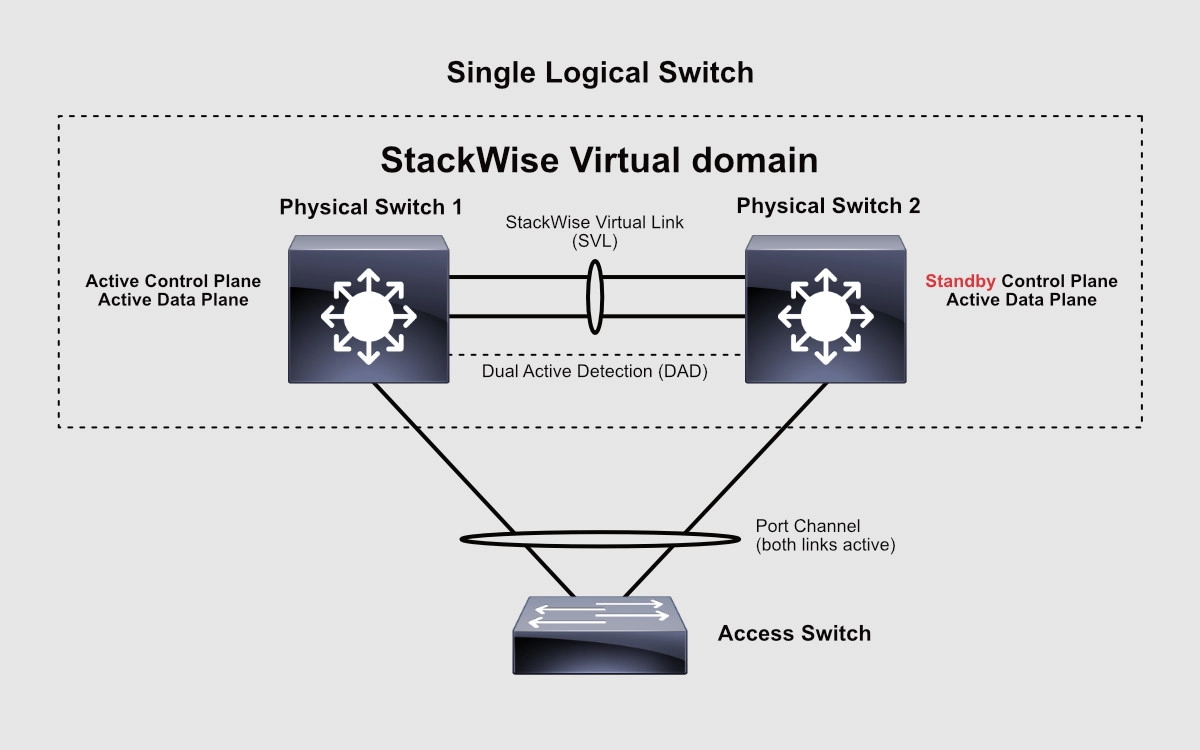 Single Logical Switch
StackWise Virtual domain
Physical Switch 1
StackWise Virtual Link
(SVL)
Physical Switch 2
Active Control Plane
Active Data Plane
Standby Control Plane
Active Data Plane
Dual Active Detection (DAD)
Port Channel
(both links active)
Access Switch